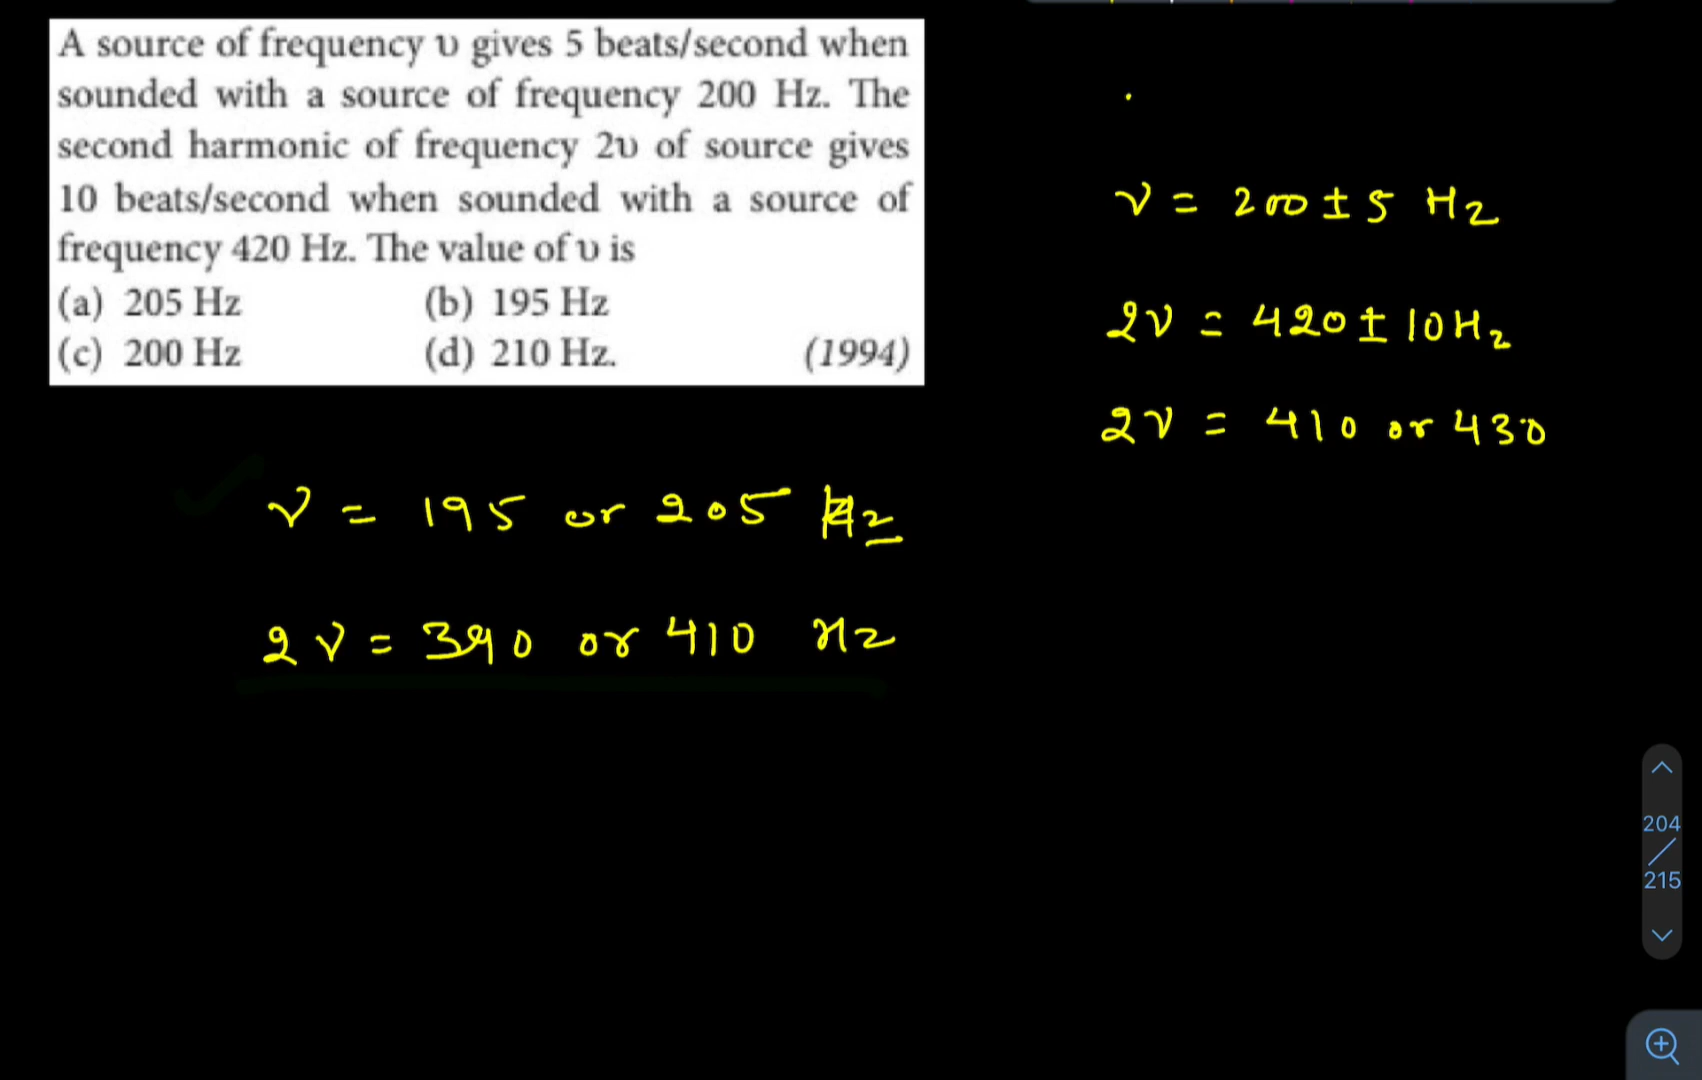 A source of frequency υ gives 5 beats/second when
sounded with a source of frequency 200 Hz. The
second harmonic of frequency 2υ of source gives
10 beats/second when sounded with a source of
frequency 420 Hz. The value of υ is
(a) 205 Hz (b) 195 Hz
(c) 200 Hz (d) 210 Hz. (1994)
ν = 200 ± 5 Hz
2ν = 420 ± 10 Hz
2ν = 410 or 430
ν = 195 or 205 Hz
2ν = 390 or 410 Hz
204
/
215